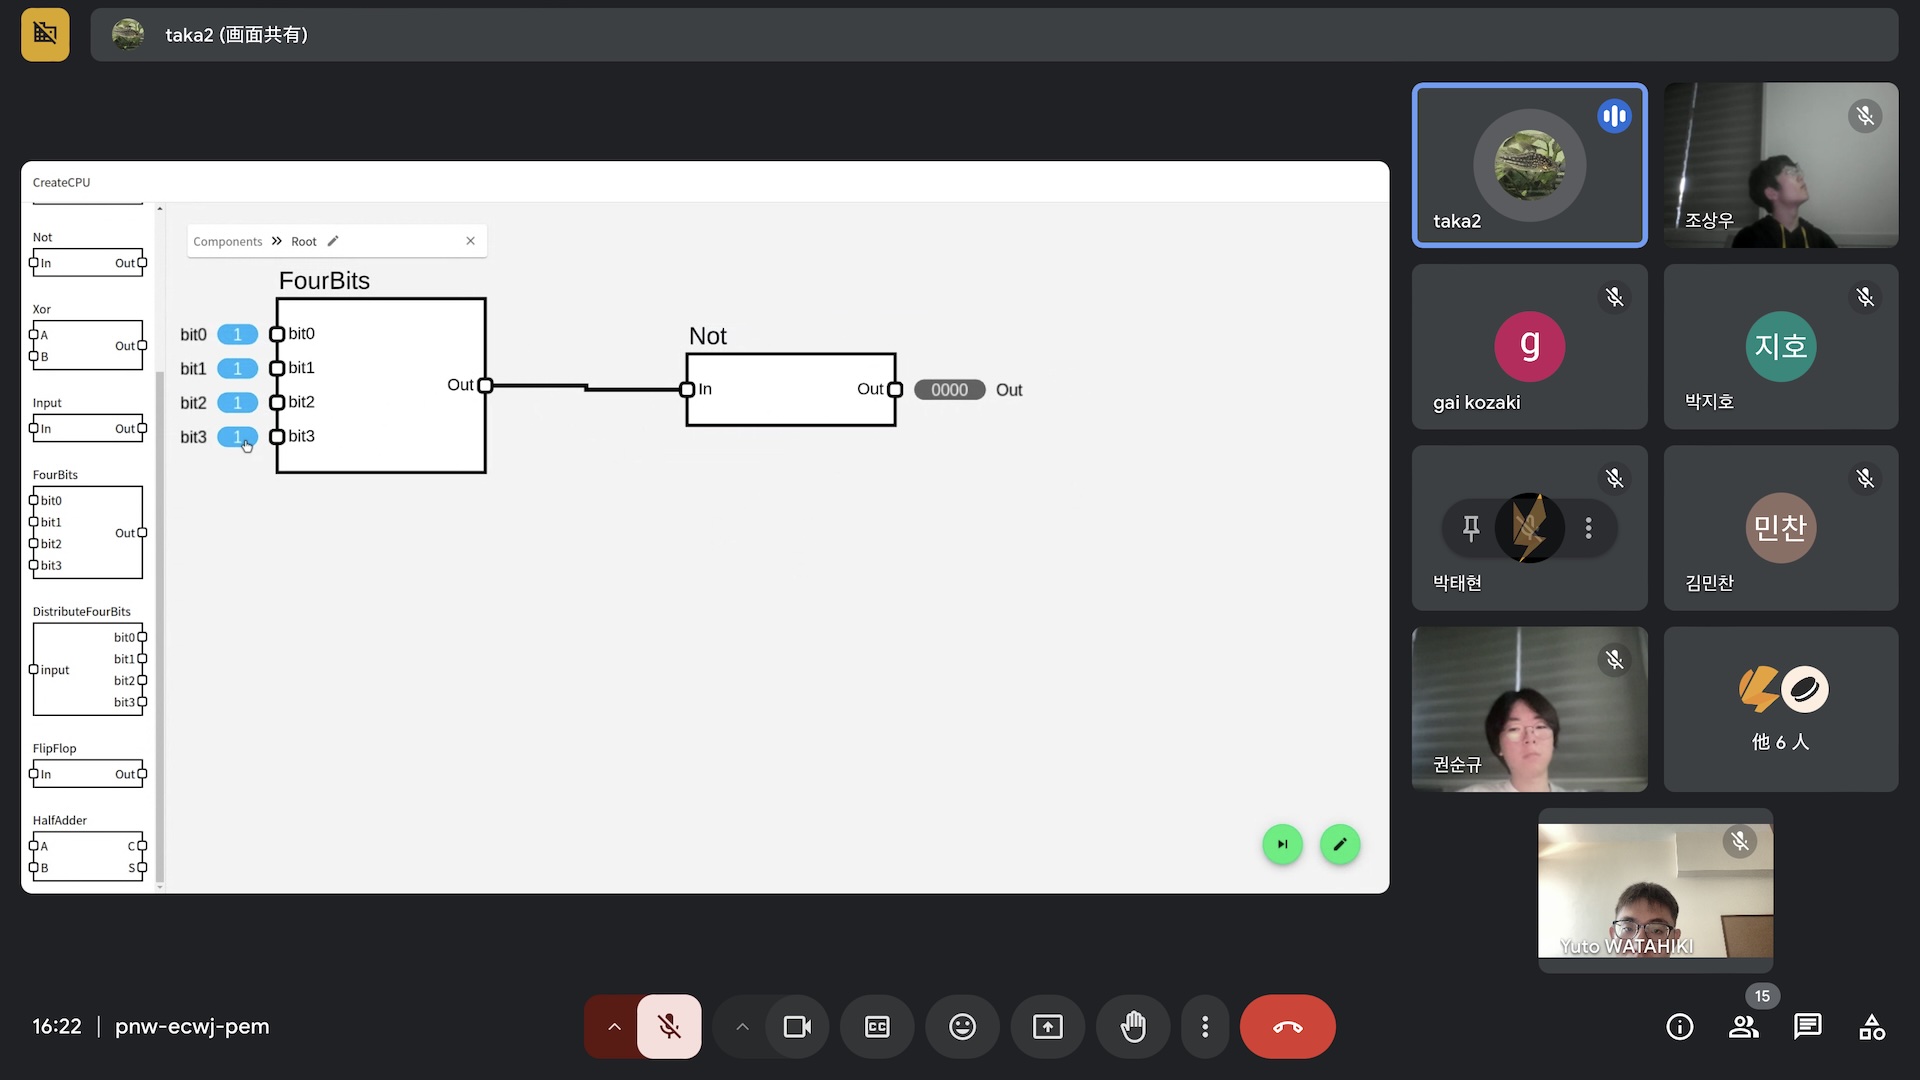 taka2 (画面共有)
CreateCPU
Not
In Out
Xor
A
B
Out
Input
In Out
FourBits
bit0
bit1
bit2
bit3
Out
DistributeFourBits
input
bit0
bit1
bit2
bit3
FlipFlop
In Out
HalfAdder
A C
B S
Components Root
FourBits
bit0 1 bit0
bit1 1 bit1
bit2 1 bit2
bit3 1 bit3
Out
Not
In Out 0000 Out
taka2
조상우
g
gai kozaki
지호
박지호
박태현
민찬
김민찬
권순규
他 6 人
Yuto WATAHIKI
16:22 | pnw-ecwj-pem
CC
15